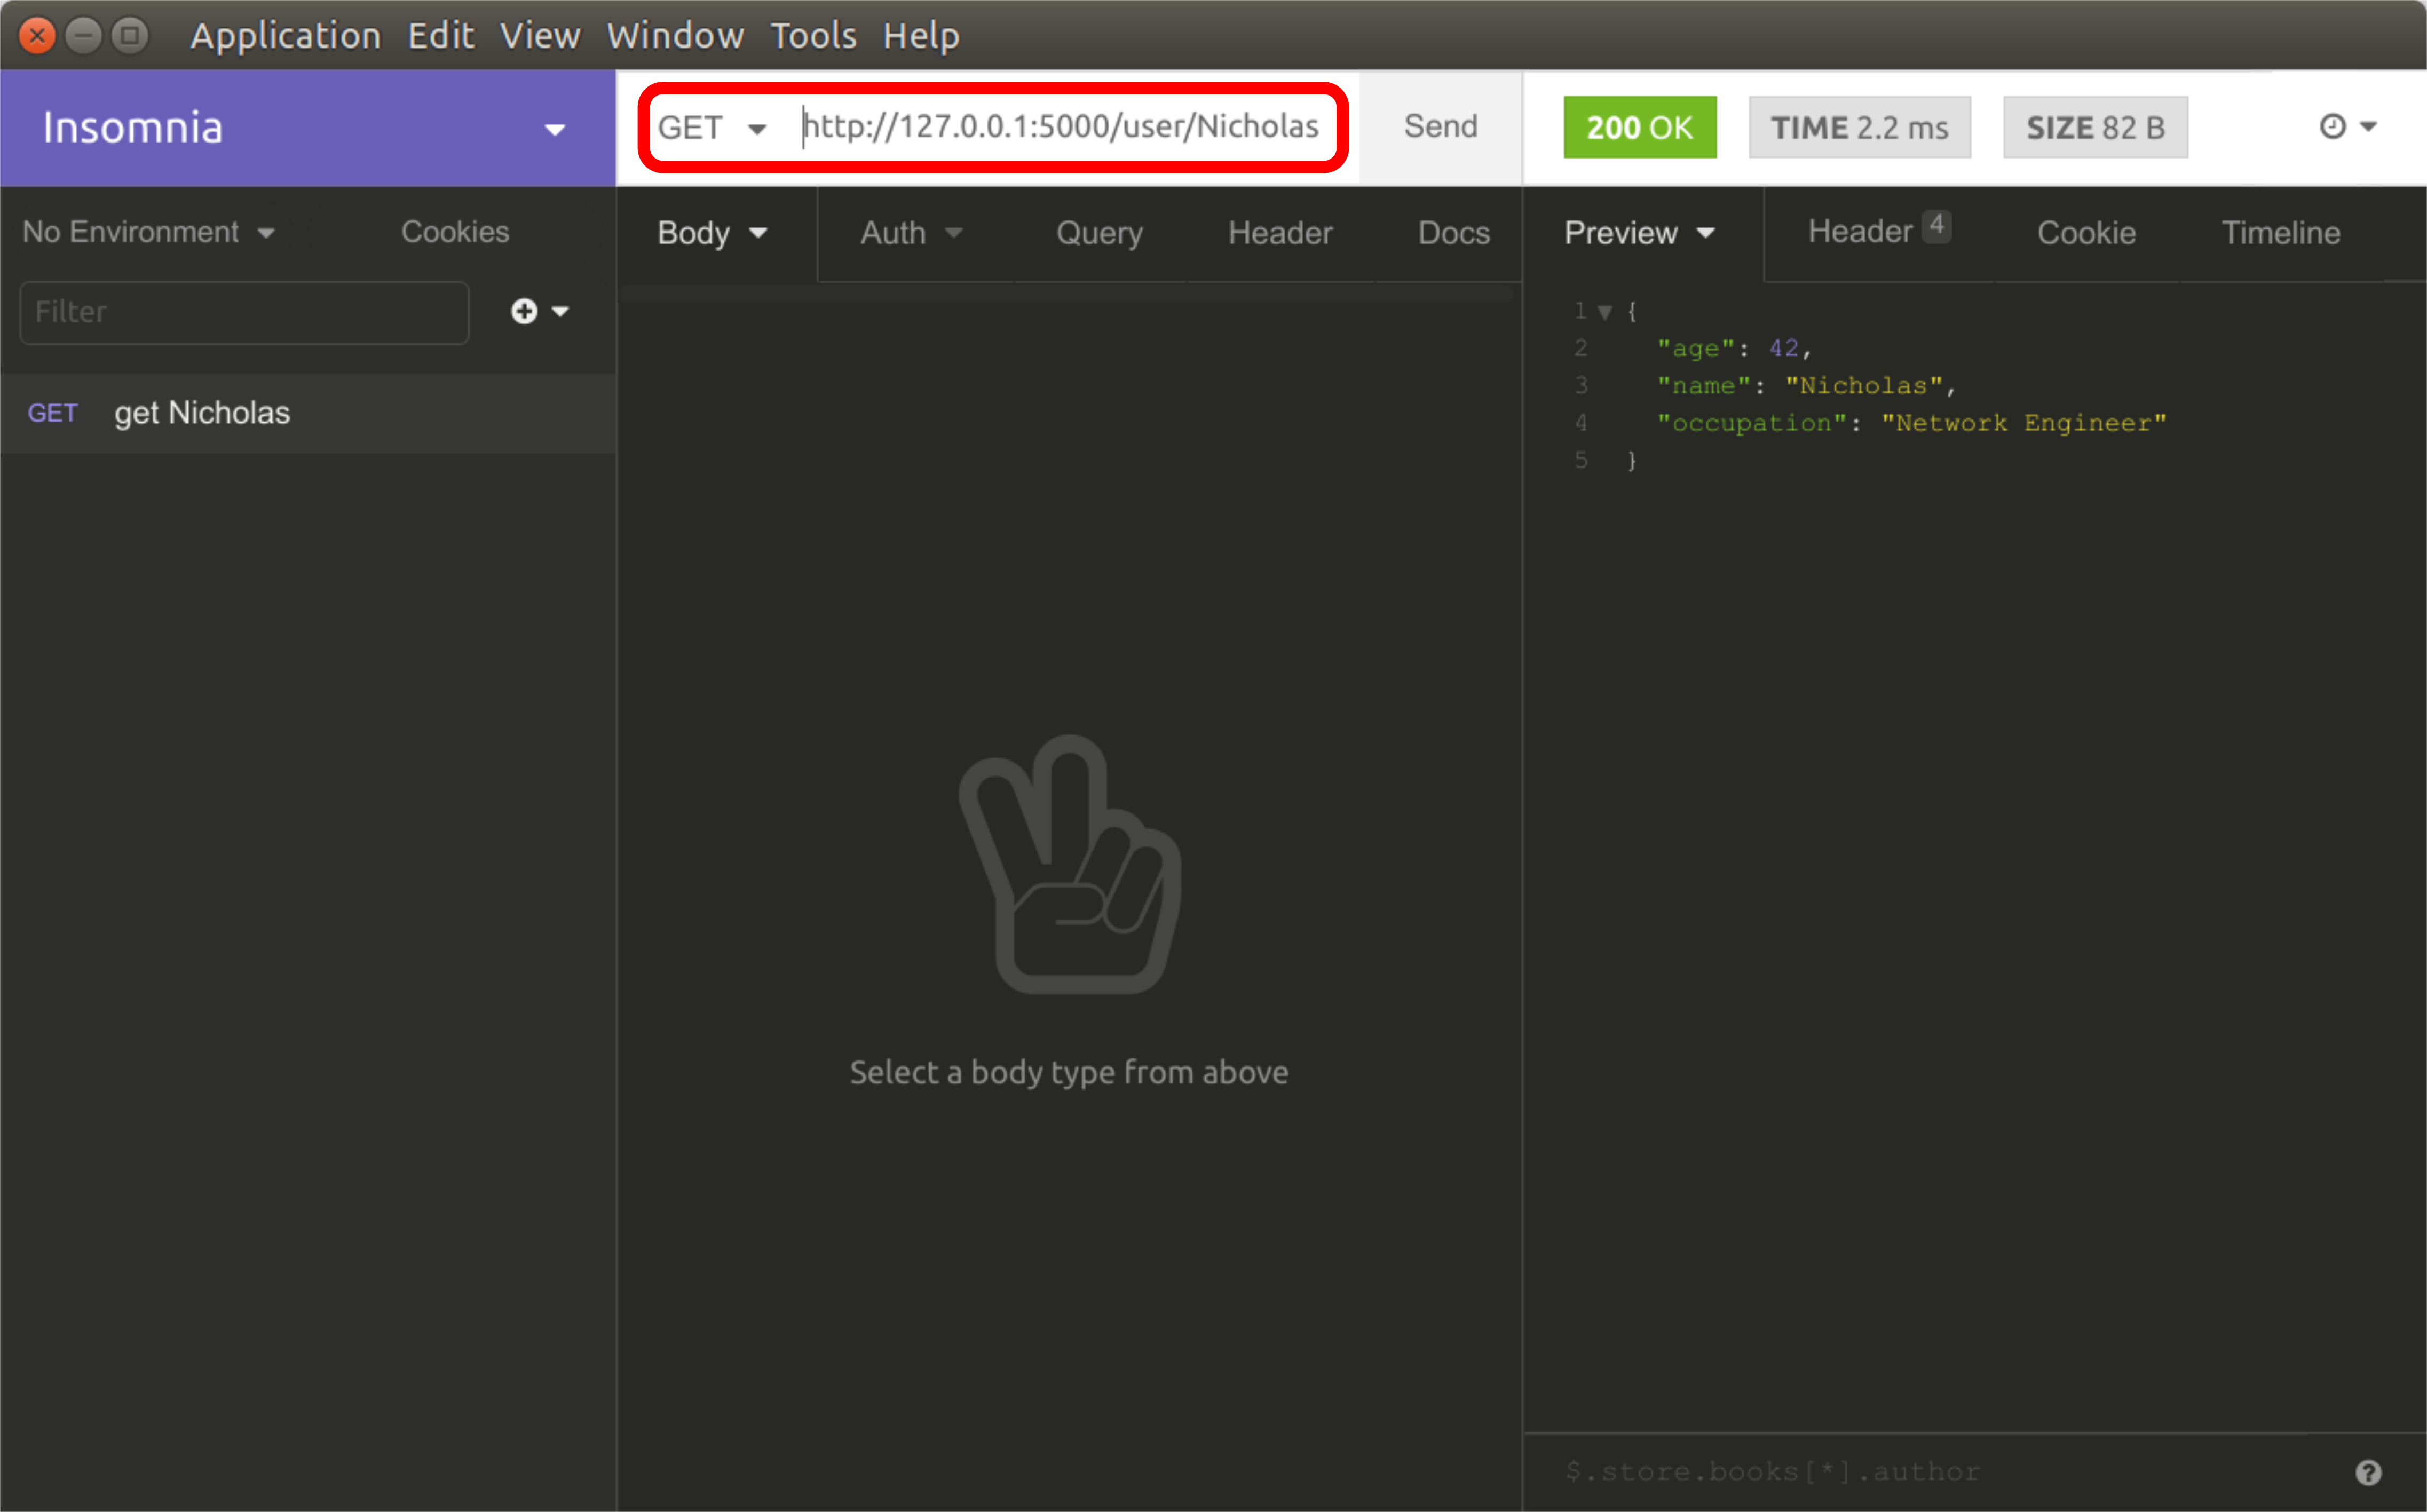 Application Edit View Window Tools Help
Insomnia
GET http://127.0.0.1:5000/user/Nicholas Send
200 OK TIME 2.2 ms SIZE 82 B
No Environment Cookies
Body Auth Query Header Docs
Preview Header 4 Cookie Timeline
Filter
GET get Nicholas
1 {
2 "age": 42,
3 "name": "Nicholas",
4 "occupation": "Network Engineer"
5 }
Select a body type from above
$.store.books[*].author